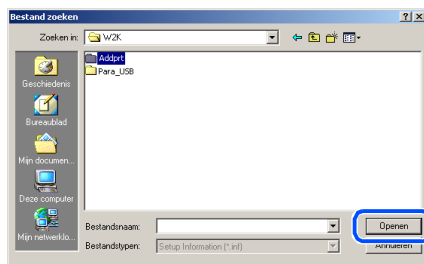 Bestand zoeken
Zoeken in: W2K
Addprt
Para_USB
Geschiedenis
Bureaublad
Mijn documen...
Deze computer
Mijn netwerklo...
Bestandsnaam:
Openen
Bestandstypen: Setup Information (*.inf)
Annuleren